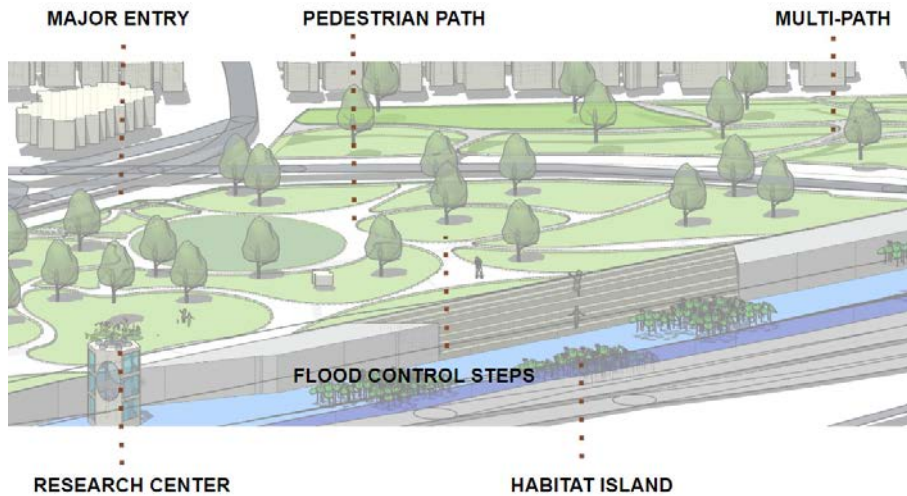 MAJOR ENTRY
PEDESTRIAN PATH
MULTI-PATH
FLOOD CONTROL STEPS
RESEARCH CENTER
HABITAT ISLAND